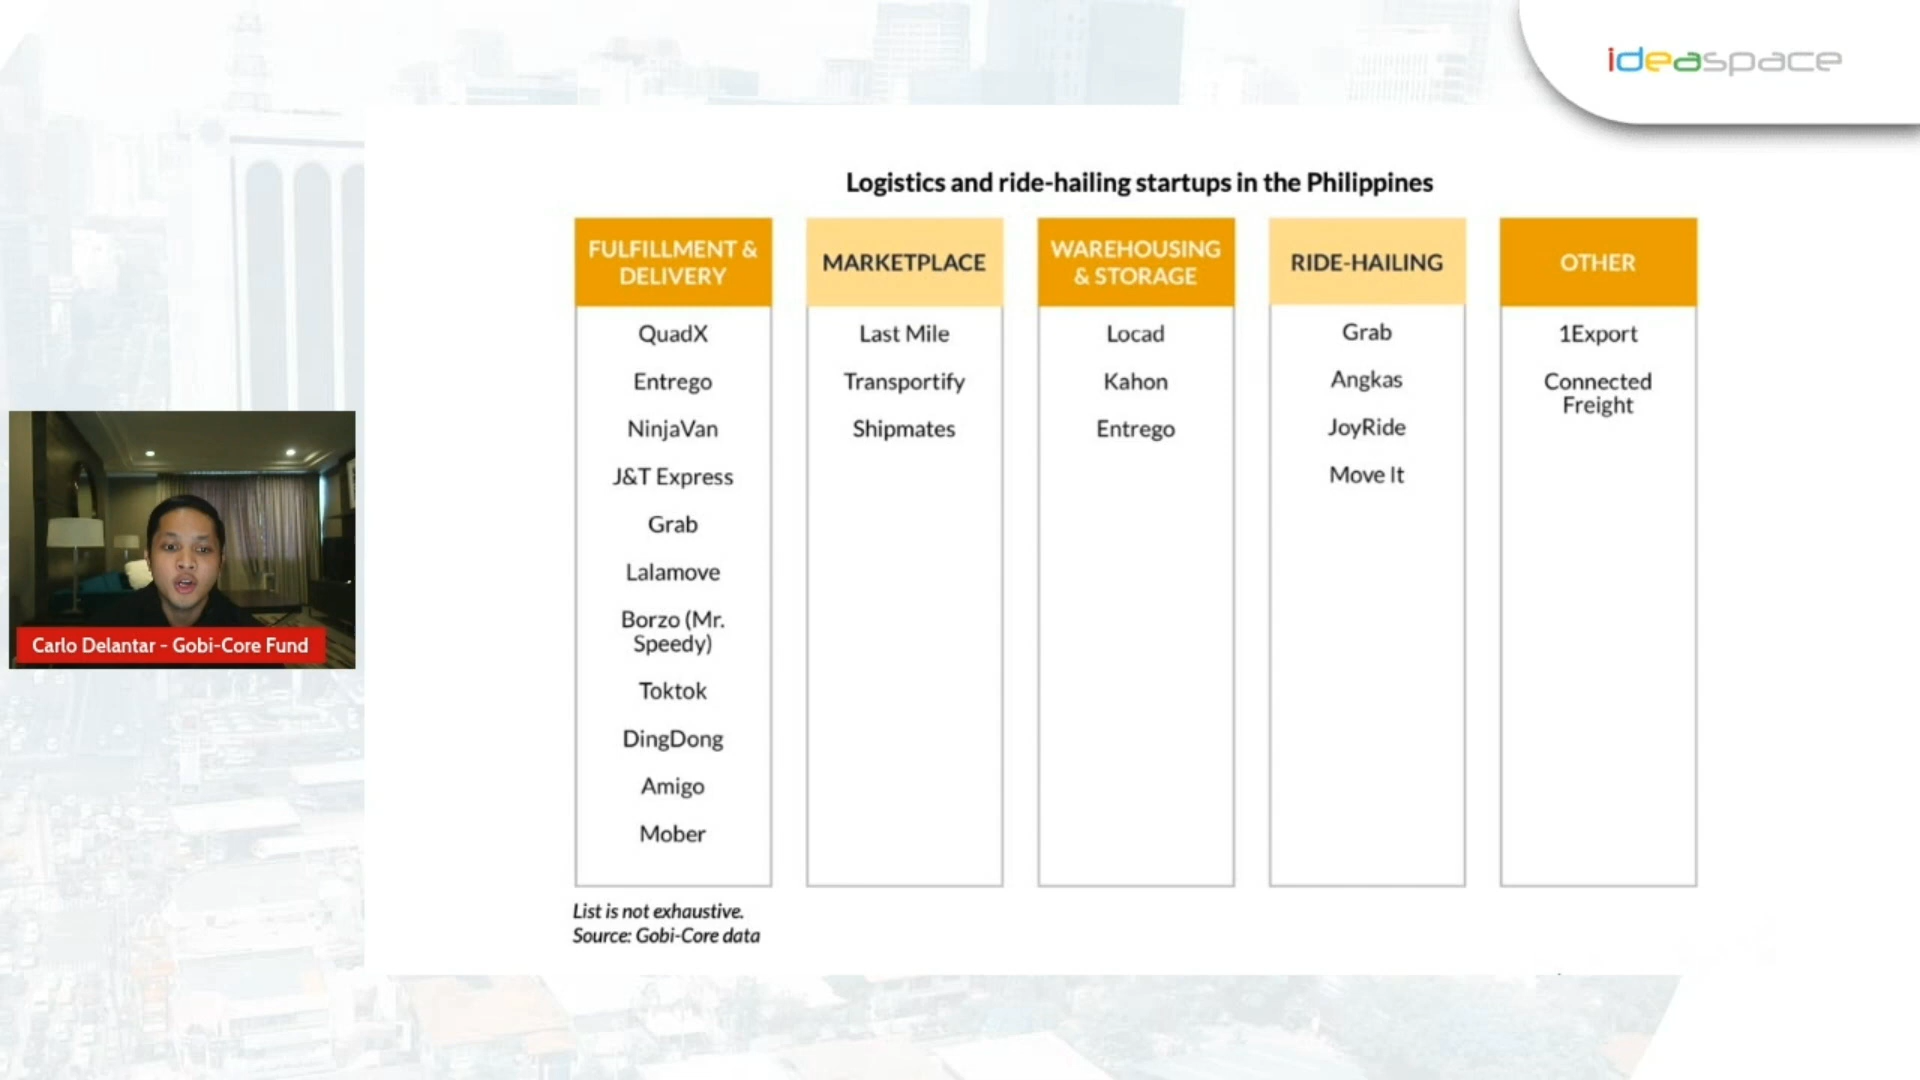 ideaspace
Logistics and ride-hailing startups in the Philippines
FULFILLMENT &
DELIVERY
QuadX
Entrego
NinjaVan
J&T Express
Grab
Lalamove
Borzo (Mr.
Speedy)
Toktok
DingDong
Amigo
Mober
MARKETPLACE
Last Mile
Transportify
Shipmates
WAREHOUSING
& STORAGE
Locad
Kahon
Entrego
RIDE-HAILING
Grab
Angkas
JoyRide
Move It
OTHER
1Export
Connected
Freight
List is not exhaustive.
Source: Gobi-Core data
Carlo Delantar - Gobi-Core Fund